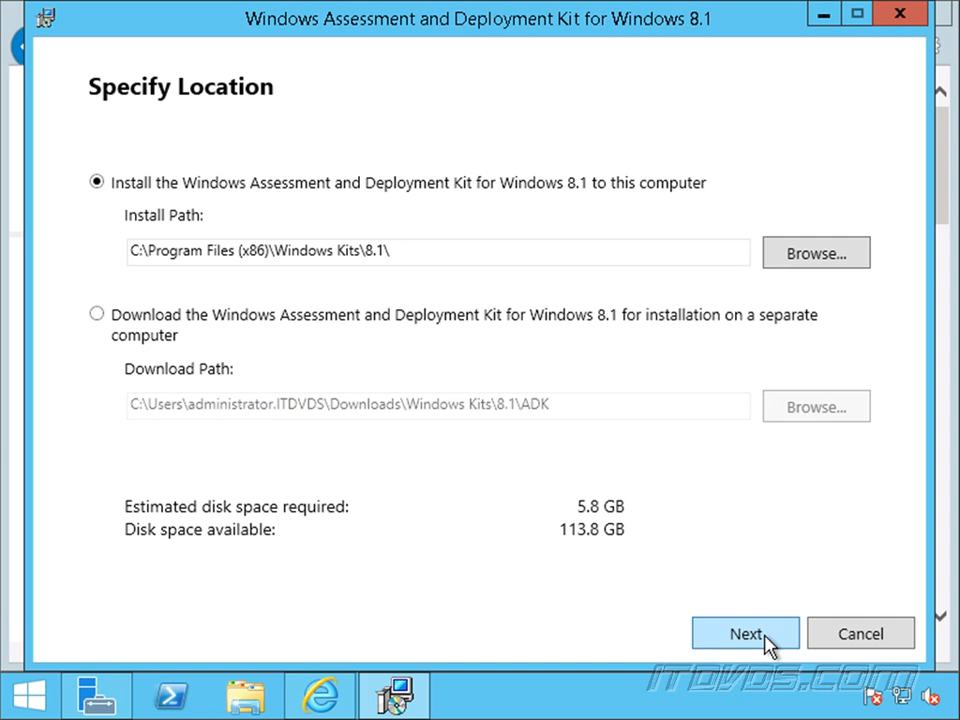 Windows Assessment and Deployment Kit for Windows 8.1
Specify Location
Install the Windows Assessment and Deployment Kit for Windows 8.1 to this computer
Install Path:
C:\Program Files (x86)\Windows Kits\8.1\
Browse...
Download the Windows Assessment and Deployment Kit for Windows 8.1 for installation on a separate
computer
Download Path:
C:\Users\administrator.ITDVDS\Downloads\Windows Kits\8.1\ADK
Browse...
Estimated disk space required: 5.8 GB
Disk space available: 113.8 GB
Next
Cancel
ITDVDS.COM